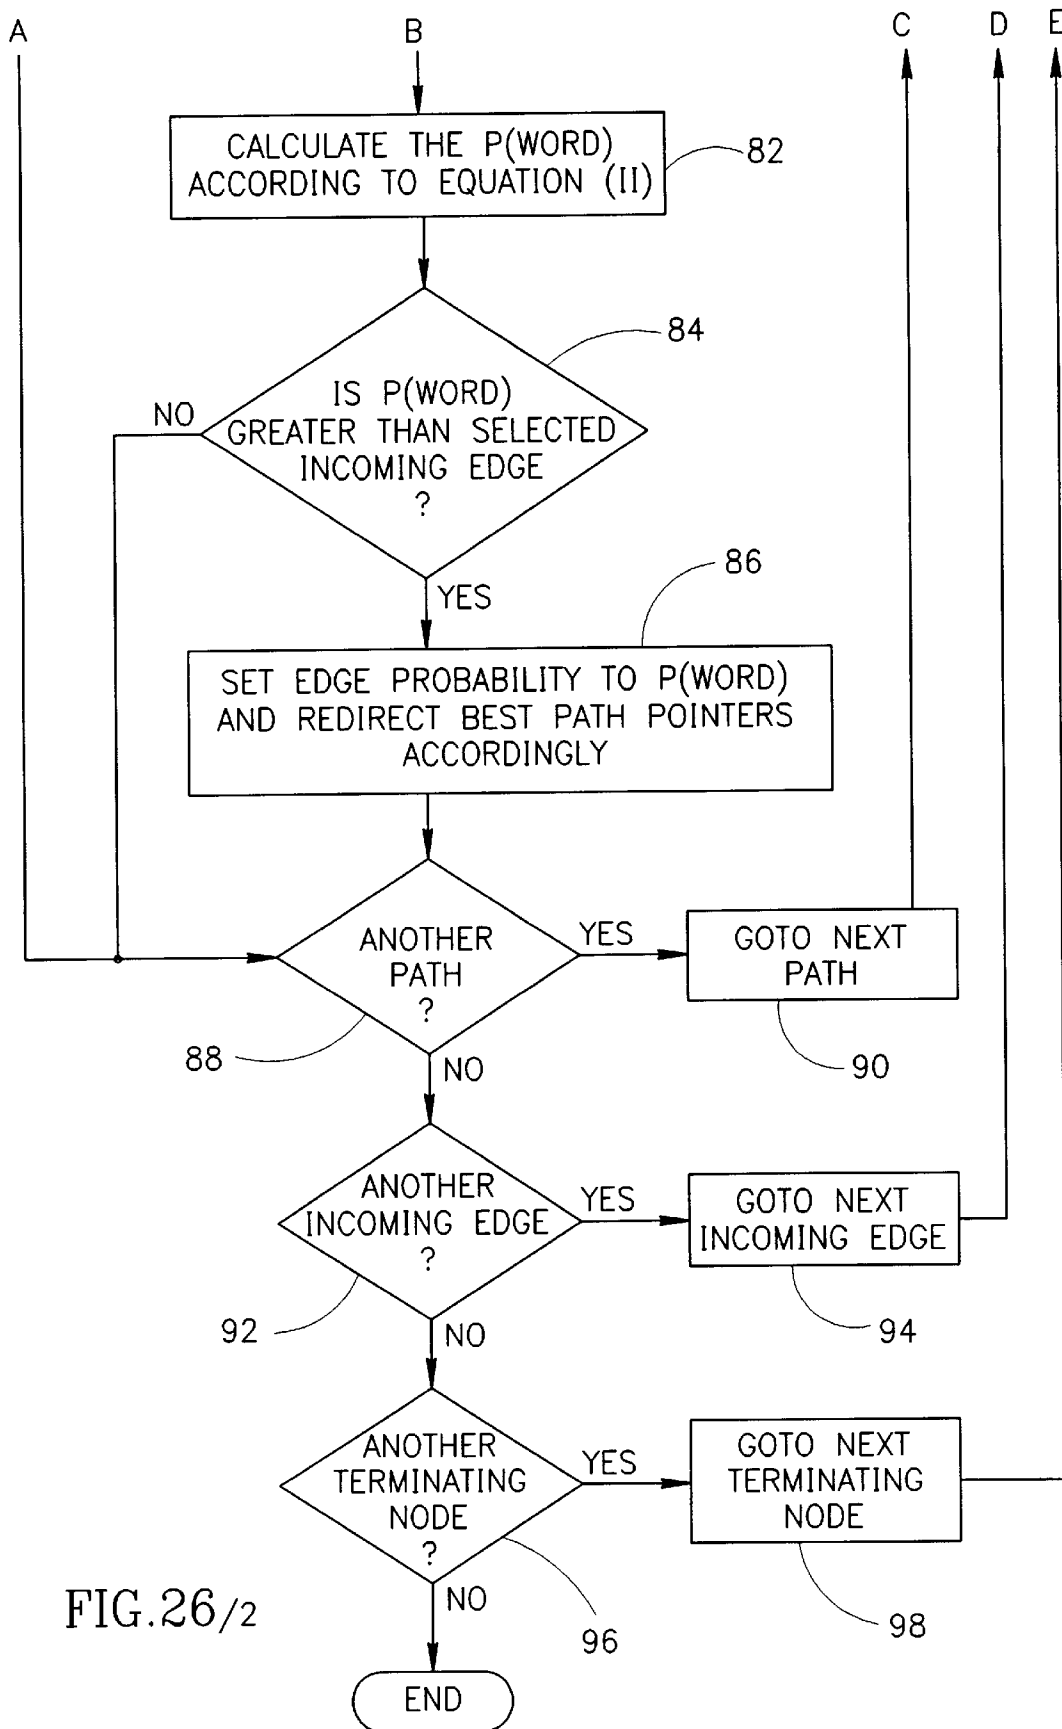 A
B
C
D
E
CALCULATE THE P(WORD)
ACCORDING TO EQUATION (II)
82
84
IS P(WORD)
GREATER THAN SELECTED
INCOMING EDGE
?
NO
YES
86
SET EDGE PROBABILITY TO P(WORD)
AND REDIRECT BEST PATH POINTERS
ACCORDINGLY
ANOTHER
PATH
?
YES
GOTO NEXT
PATH
88
NO
90
ANOTHER
INCOMING EDGE
?
YES
GOTO NEXT
INCOMING EDGE
92
NO
94
ANOTHER
TERMINATING
NODE
?
YES
GOTO NEXT
TERMINATING
NODE
NO
96
98
END
FIG.26/2